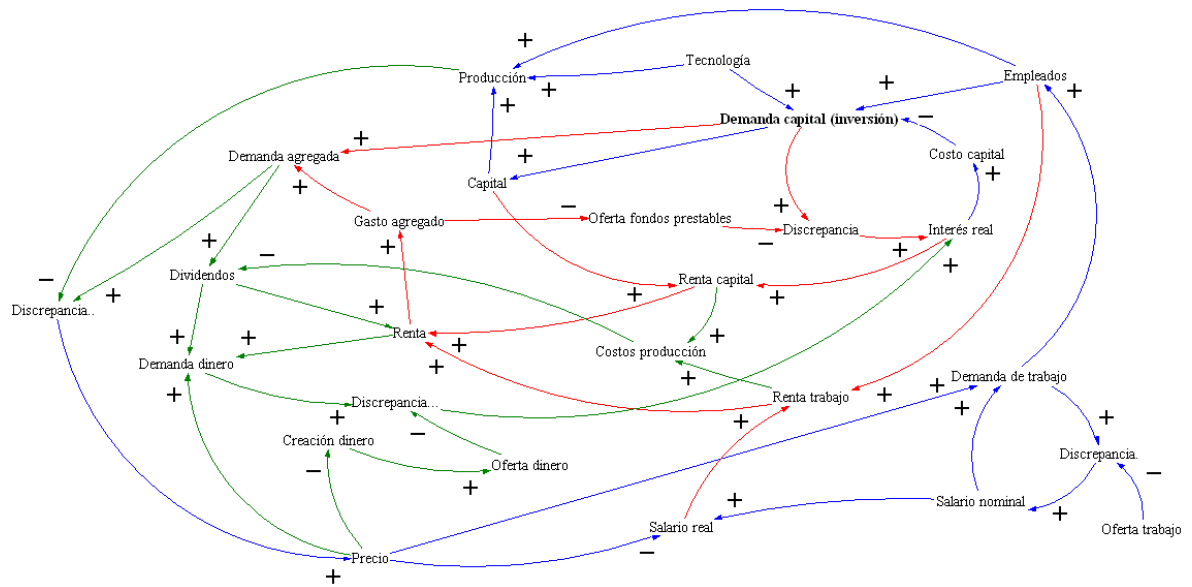 Tecnología
Producción
Empleados
Demanda capital (inversión)
Demanda agregada
Costo capital
Capital
Gasto agregado
Oferta fondos prestables
Discrepancia
Interés real
Dividendos
Renta capital
Discrepancia..
Renta
Costos producción
Demanda dinero
Demanda de trabajo
Discrepancia...
Renta trabajo
Creación dinero
Oferta dinero
Discrepancia.
Salario nominal
Salario real
Oferta trabajo
Precio